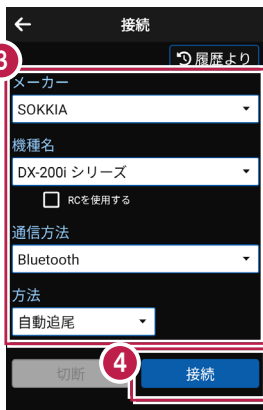 接続
履歴より
3
メーカー
SOKKIA
機種名
DX-200i シリーズ
RCを使用する
通信方法
Bluetooth
方法
自動追尾
切断
4
接続